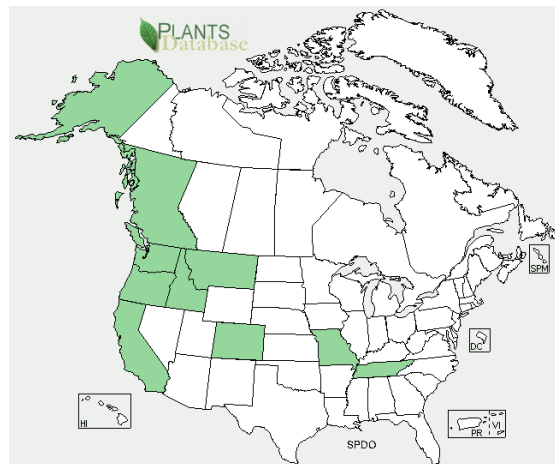 PLANTS
Database
SPM
DC
HI
PR VI
SPDO